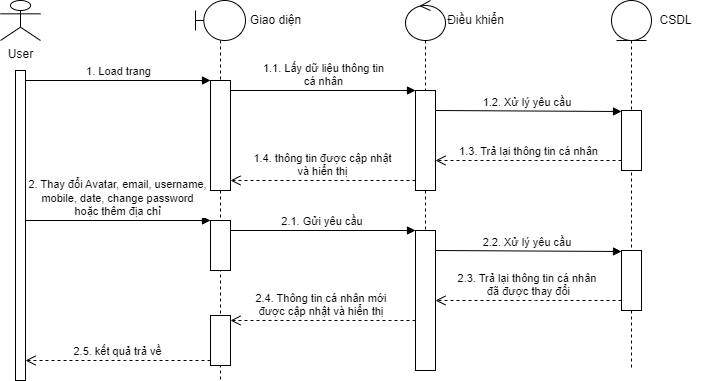 Giao diện
Điều khiển
CSDL
User
1. Load trang
1.1. Lấy dữ liệu thông tin
cá nhân
1.2. Xử lý yêu cầu
1.3. Trả lại thông tin cá nhân
1.4. thông tin được cập nhật
và hiển thị
2. Thay đổi Avatar, email, username,
mobile, date, change password
hoặc thêm địa chỉ
2.1. Gửi yêu cầu
2.2. Xử lý yêu cầu
2.3. Trả lại thông tin cá nhân
đã được thay đổi
2.4. Thông tin cá nhân mới
được cập nhật và hiển thị
2.5. kết quả trả về